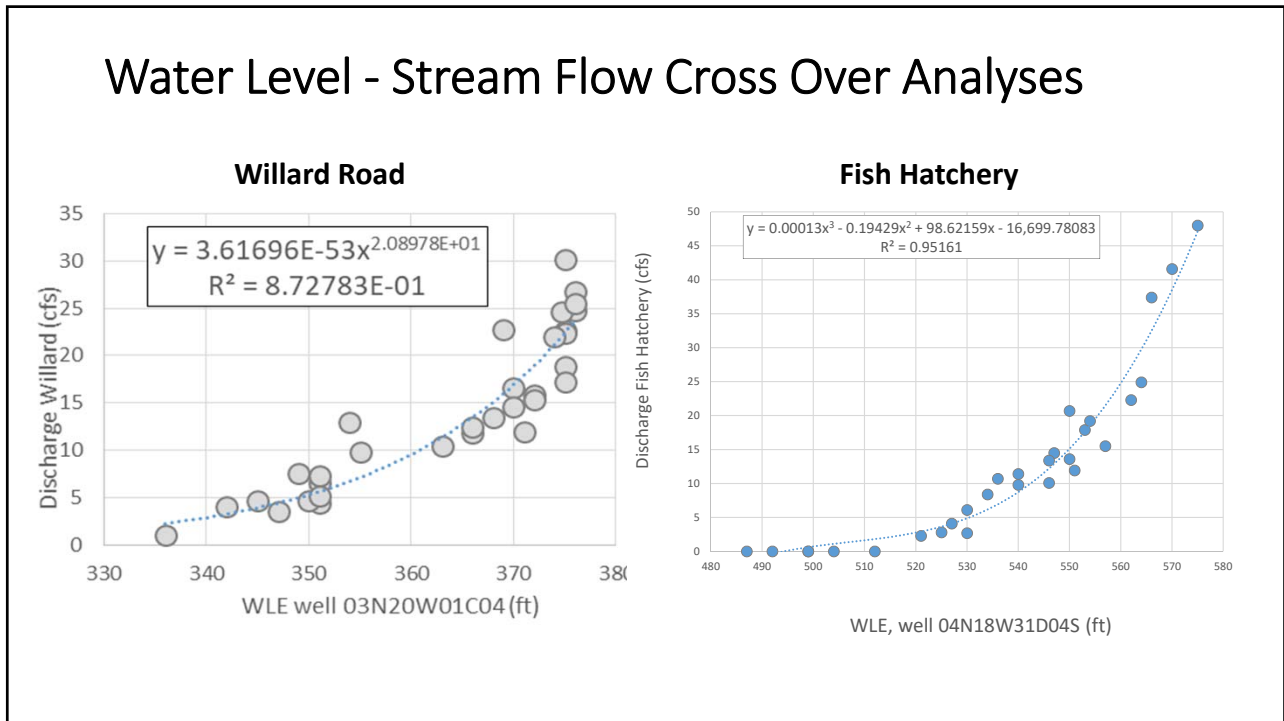 Water Level - Stream Flow Cross Over Analyses
Willard Road
y = 3.61696E-53x^2.08978E+01
R² = 8.72783E-01
Discharge Willard (cfs)
35
30
25
20
15
10
5
0
330 340 350 360 370 380
WLE well 03N20W01C04 (ft)
Fish Hatchery
y = 0.00013x³ - 0.19429x² + 98.62159x - 16,699.78083
R² = 0.95161
Discharge Fish Hatchery (cfs)
50
45
40
35
30
25
20
15
10
5
0
480 490 500 510 520 530 540 550 560 570 580
WLE, well 04N18W31D04S (ft)